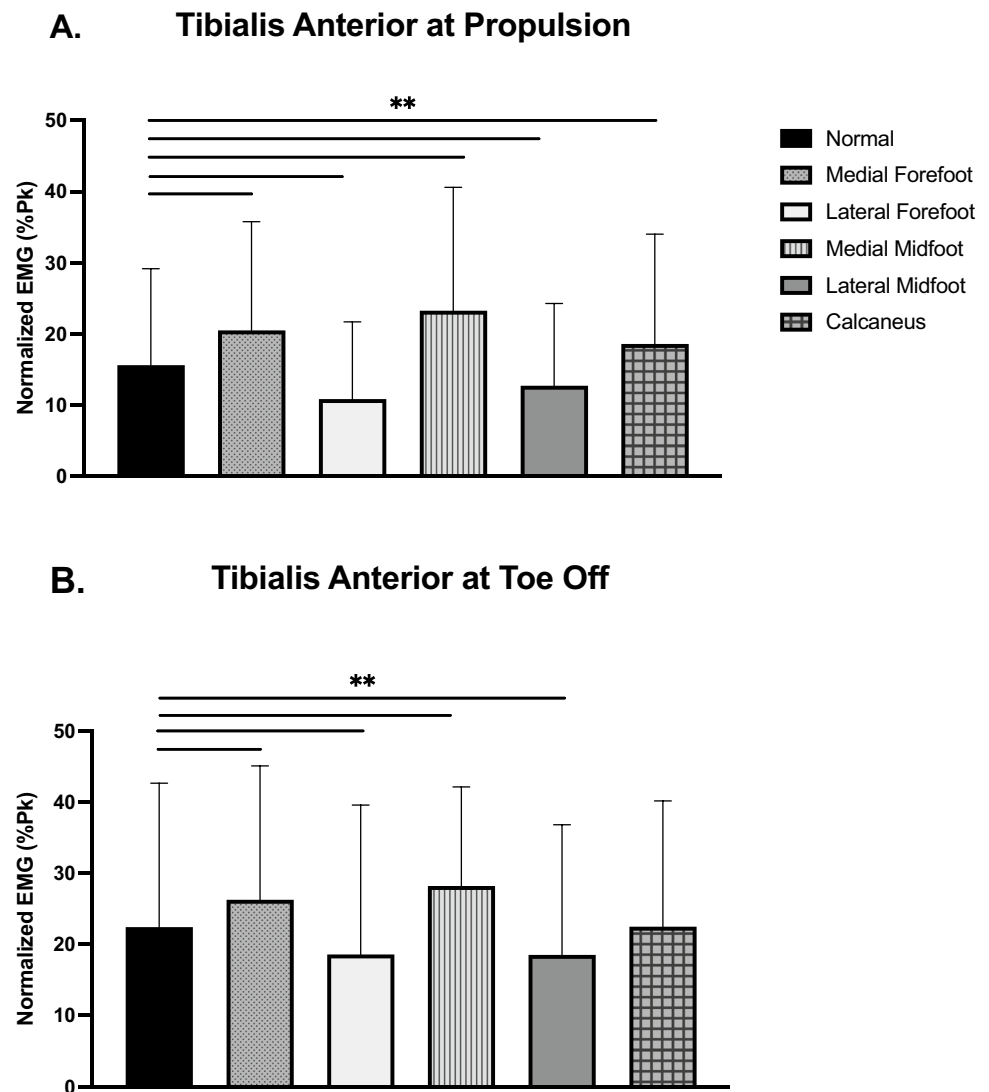 A. Tibialis Anterior at Propulsion
**
50
40
30
20
10
0
Normalized EMG (%Pk)
Normal
Medial Forefoot
Lateral Forefoot
Medial Midfoot
Lateral Midfoot
Calcaneus
B. Tibialis Anterior at Toe Off
**
50
40
30
20
10
0
Normalized EMG (%Pk)